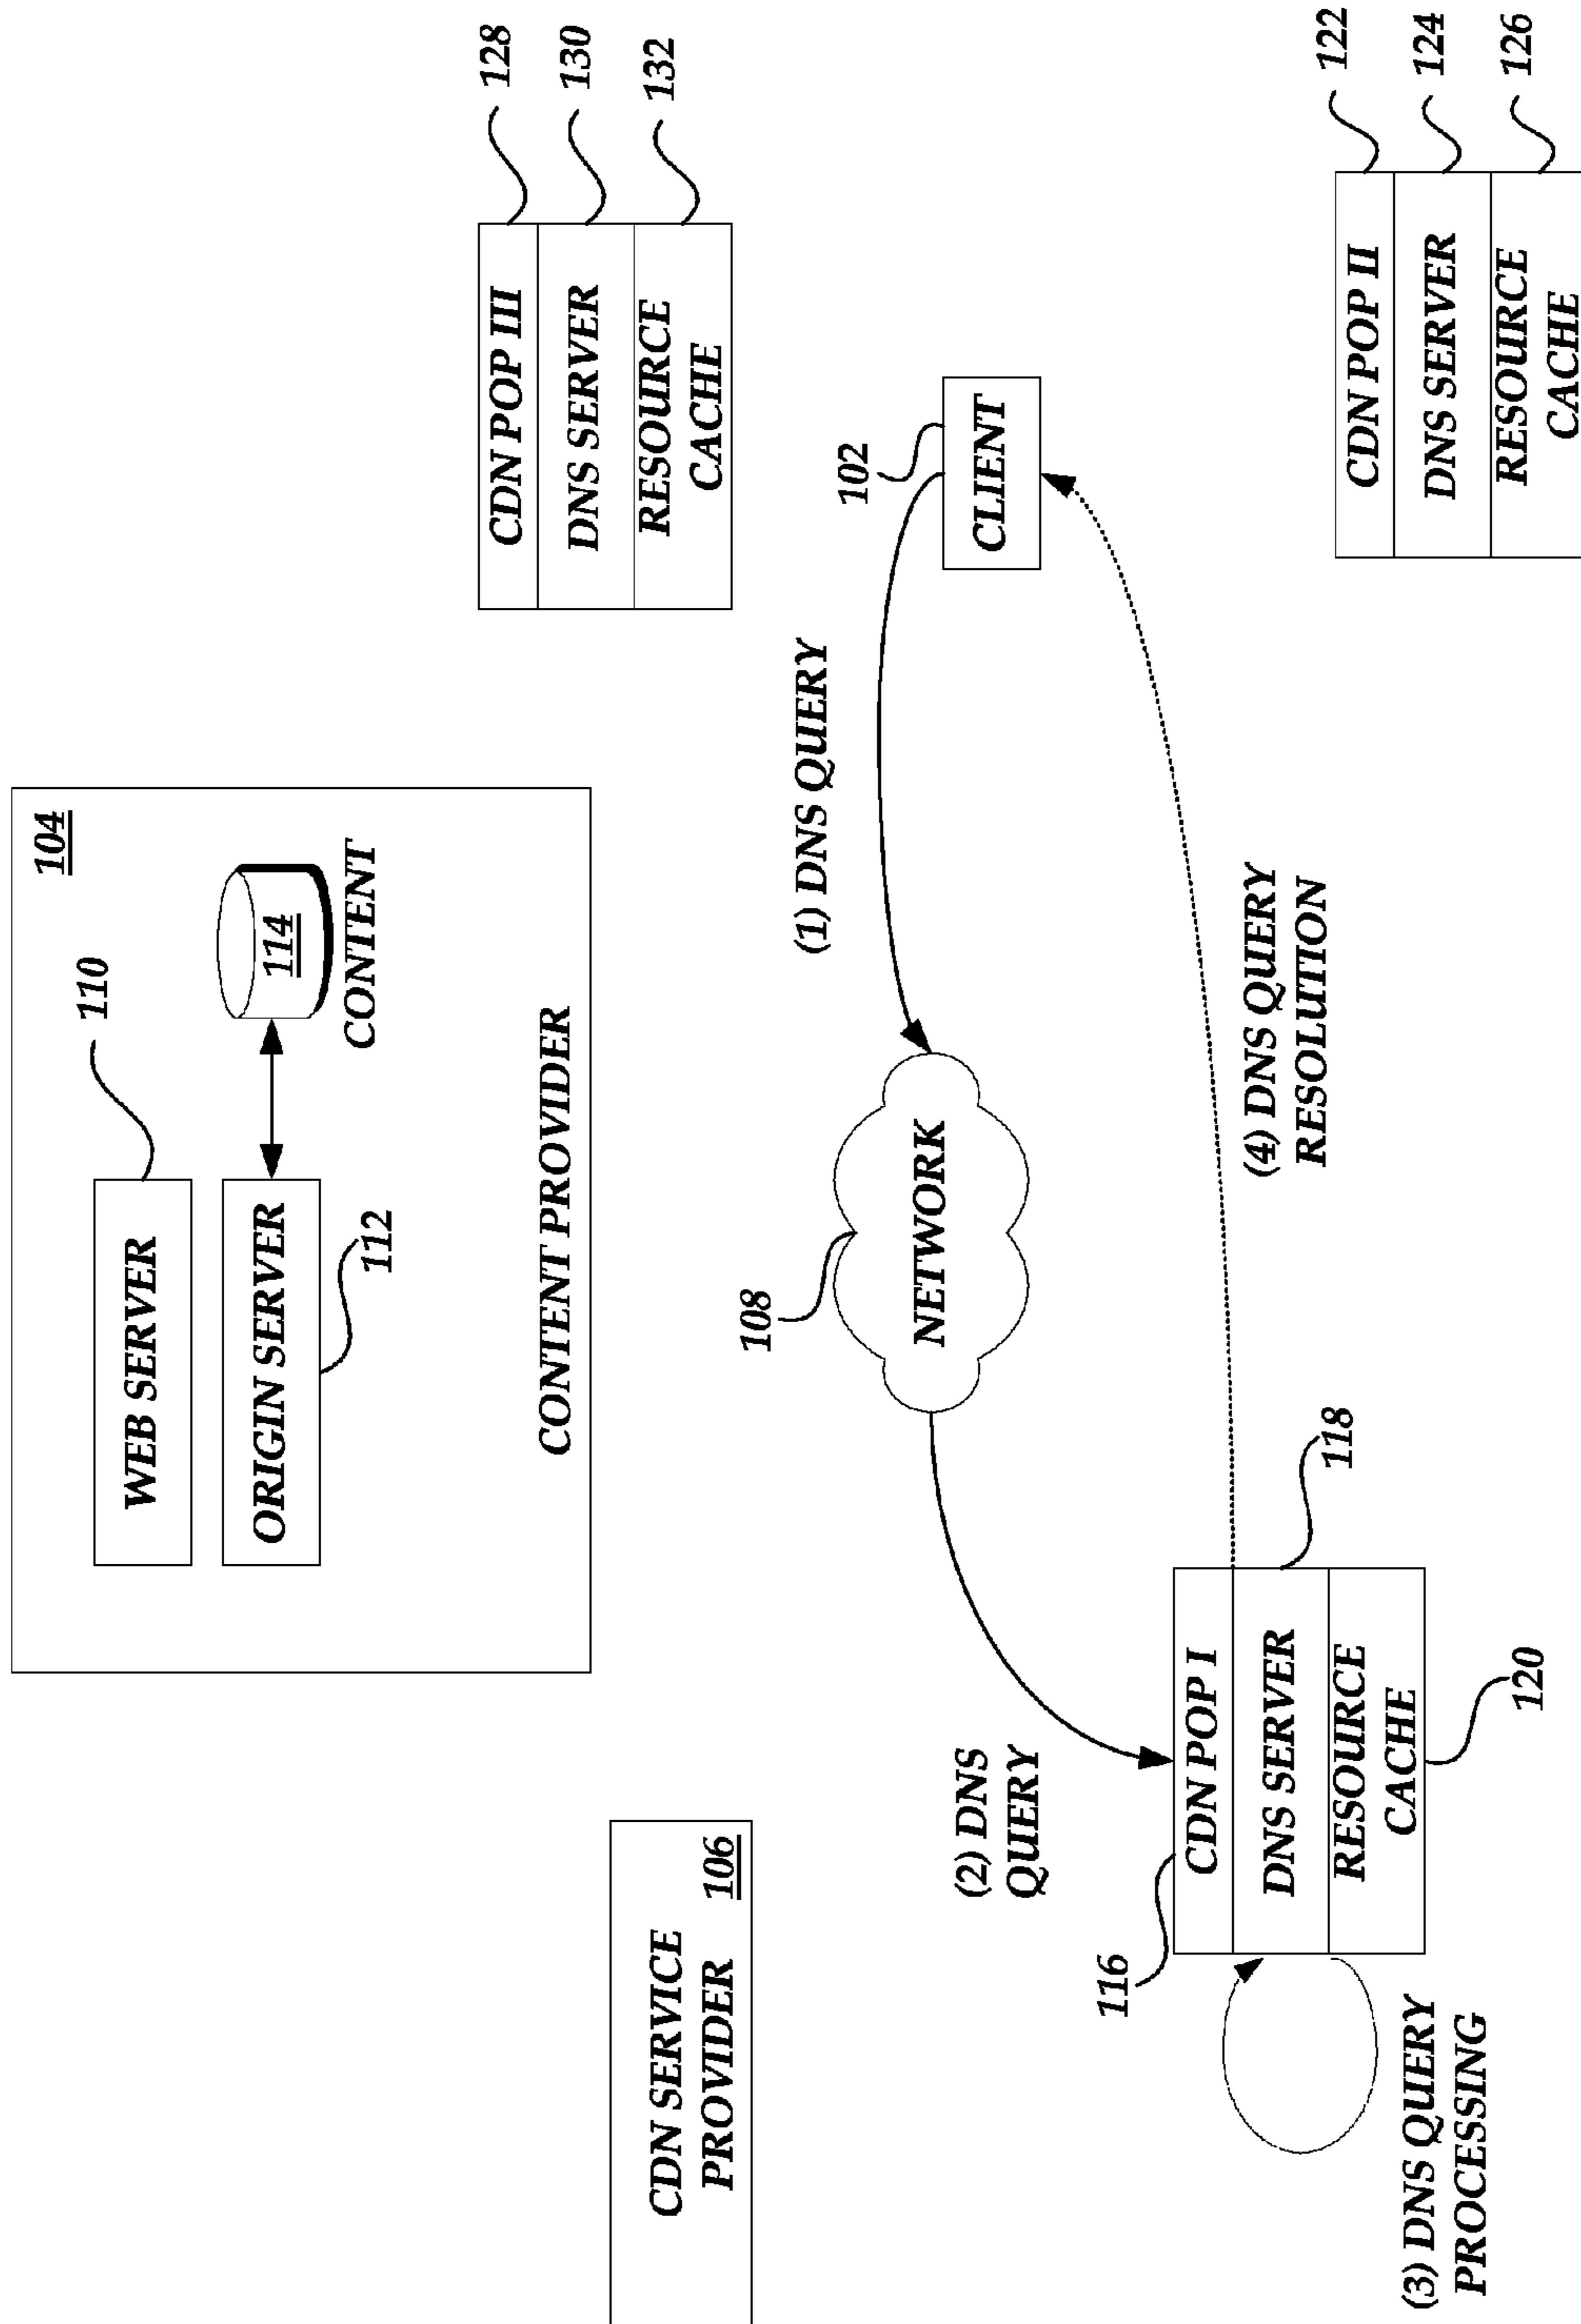 104
WEB SERVER
110
ORIGIN SERVER
112
114
CONTENT
CONTENT PROVIDER
CDN SERVICE
PROVIDER
106
CDN POP III
128
DNS SERVER
130
RESOURCE
CACHE
132
108
NETWORK
(1) DNS QUERY
102
CLIENT
(2) DNS
QUERY
116
CDN POP I
DNS SERVER
118
RESOURCE
CACHE
120
(3) DNS QUERY
PROCESSING
(4) DNS QUERY
RESOLUTION
CDN POP II
122
DNS SERVER
124
RESOURCE
CACHE
126